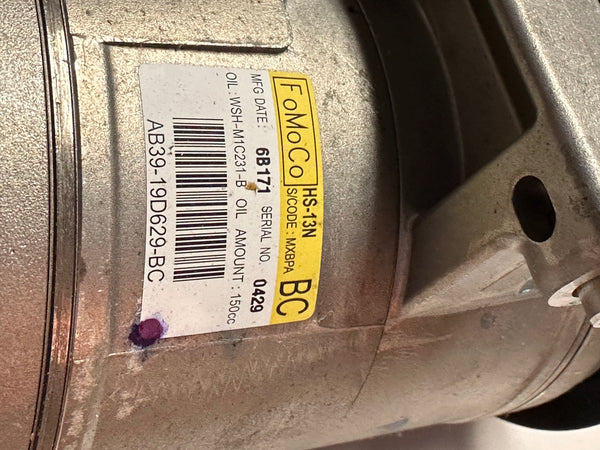 FoMoCo HS-13N
S/CODE : MXBPA BC
MFG DATE : 6B171 SERIAL NO. 0429
OIL : WSH-M1C231-B OIL AMOUNT : 150cc
AB39-19D629-BC